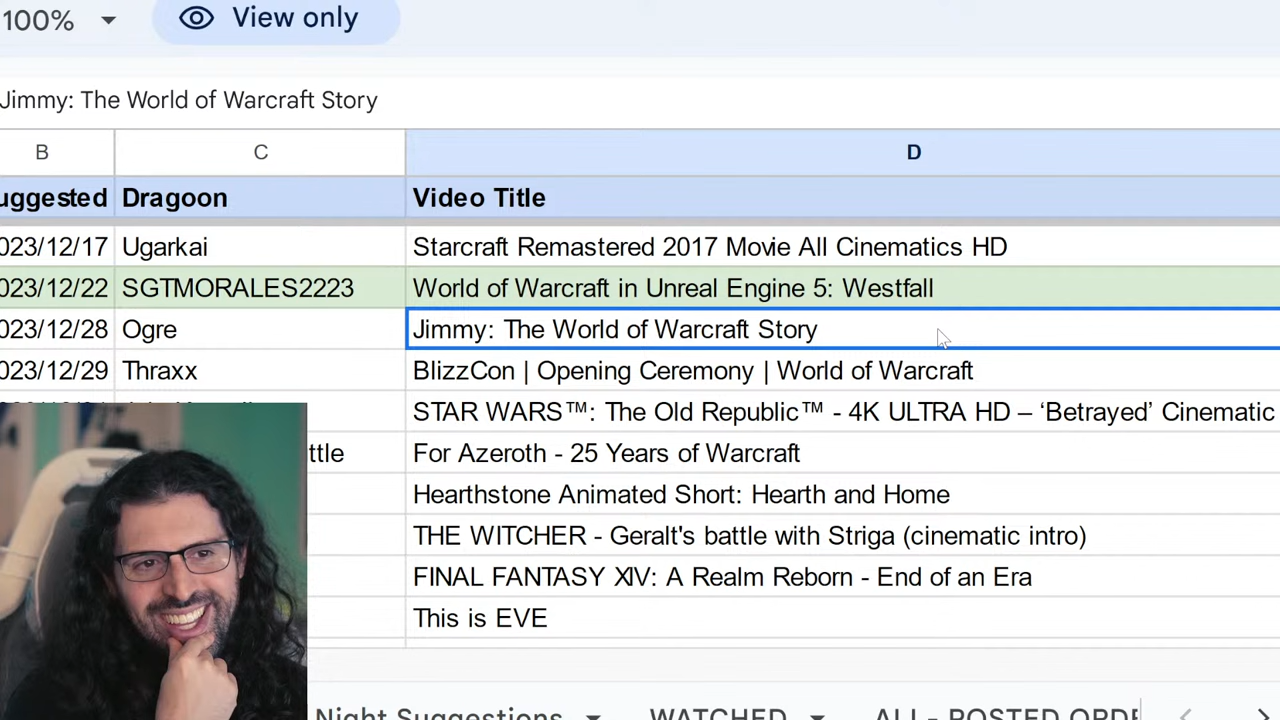 100% View only
Jimmy: The World of Warcraft Story
B C D
uggested Dragoon Video Title
023/12/17 Ugarkai Starcraft Remastered 2017 Movie All Cinematics HD
023/12/22 SGTMORALES2223 World of Warcraft in Unreal Engine 5: Westfall
023/12/28 Ogre Jimmy: The World of Warcraft Story
023/12/29 Thraxx BlizzCon | Opening Ceremony | World of Warcraft
STAR WARS™: The Old Republic™ - 4K ULTRA HD – ‘Betrayed’ Cinematic
ttle For Azeroth - 25 Years of Warcraft
Hearthstone Animated Short: Hearth and Home
THE WITCHER - Geralt's battle with Striga (cinematic intro)
FINAL FANTASY XIV: A Realm Reborn - End of an Era
This is EVE
Night Suggestions WATCHED ALL - POSTED ORDE